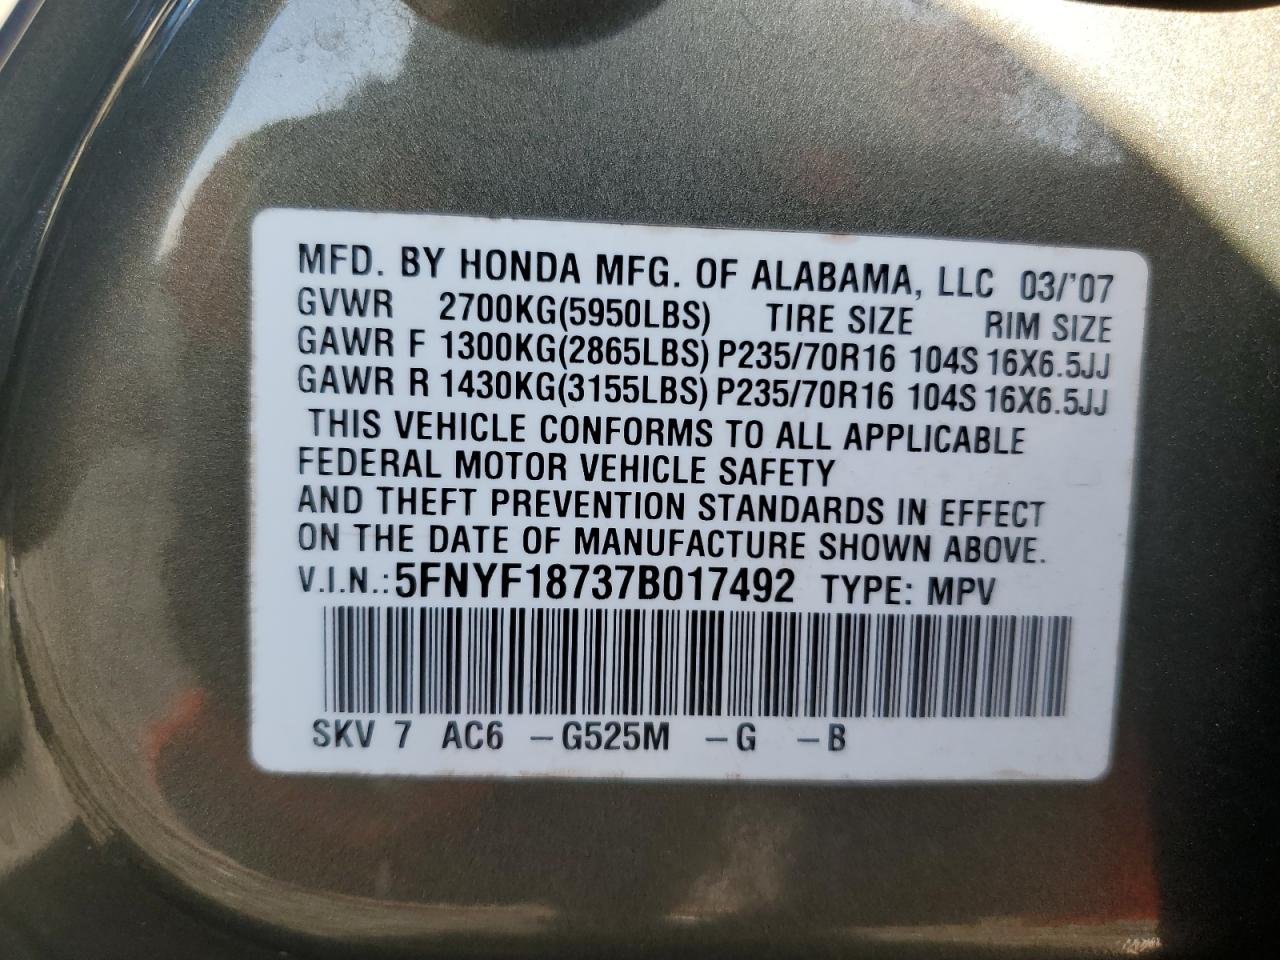 MFD. BY HONDA MFG. OF ALABAMA, LLC 03/'07
GVWR 2700KG(5950LBS) TIRE SIZE RIM SIZE
GAWR F 1300KG(2865LBS) P235/70R16 104S 16X6.5JJ
GAWR R 1430KG(3155LBS) P235/70R16 104S 16X6.5JJ
THIS VEHICLE CONFORMS TO ALL APPLICABLE
FEDERAL MOTOR VEHICLE SAFETY
AND THEFT PREVENTION STANDARDS IN EFFECT
ON THE DATE OF MANUFACTURE SHOWN ABOVE.
V.I.N.: 5FNYF18737B017492 TYPE: MPV
SKV 7 AC6 –G525M –G –B